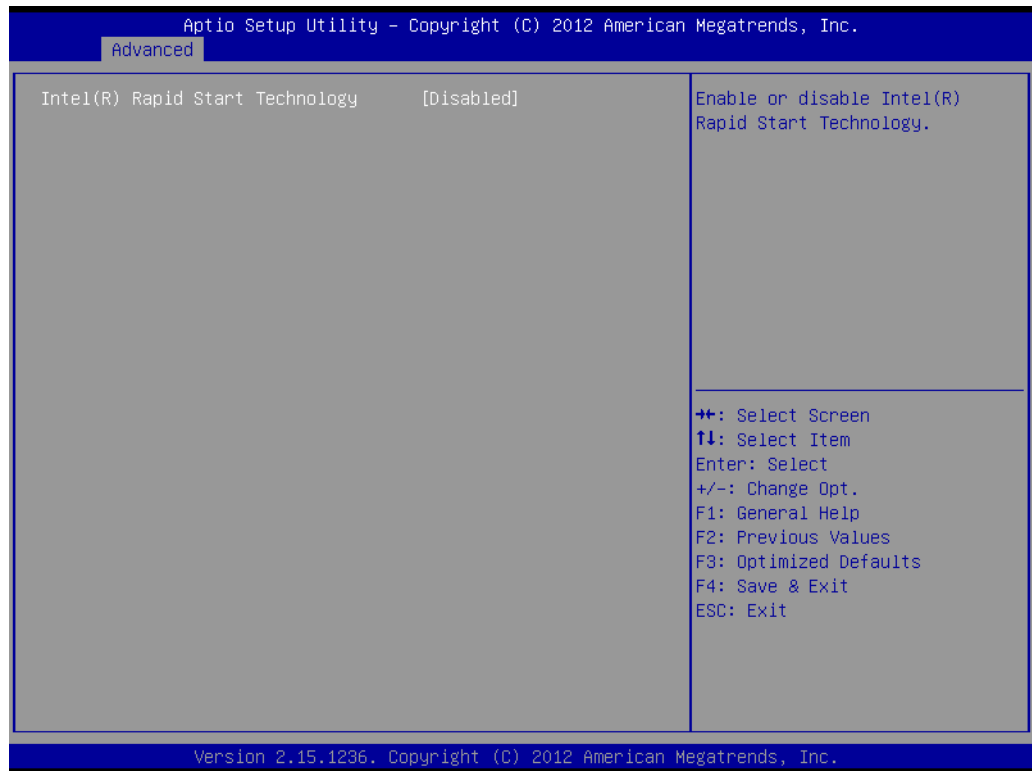 Aptio Setup Utility – Copyright (C) 2012 American Megatrends, Inc.
Advanced
Intel(R) Rapid Start Technology [Disabled]
Enable or disable Intel(R)
Rapid Start Technology.
→←: Select Screen
↑↓: Select Item
Enter: Select
+/-: Change Opt.
F1: General Help
F2: Previous Values
F3: Optimized Defaults
F4: Save & Exit
ESC: Exit
Version 2.15.1236. Copyright (C) 2012 American Megatrends, Inc.